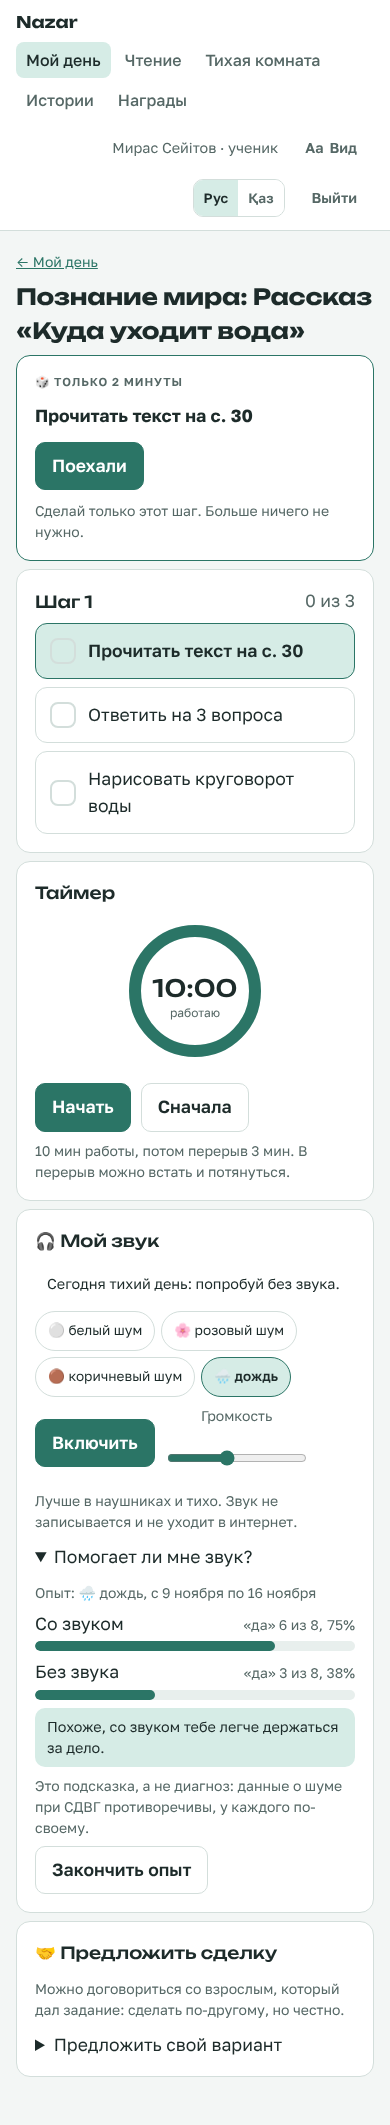 Nazar
Мой день Чтение Тихая комната
Истории Награды
Мирас Сейітов · ученик Аа Вид
Рус Қаз Выйти
← Мой день
Познание мира: Рассказ
«Куда уходит вода»
🎲 ТОЛЬКО 2 МИНУТЫ
Прочитать текст на с. 30
Поехали
Сделай только этот шаг. Больше ничего не
нужно.
Шаг 1 0 из 3
Прочитать текст на с. 30
Ответить на 3 вопроса
Нарисовать круговорот
воды
Таймер
10:00
работаю
Начать Сначала
10 мин работы, потом перерыв 3 мин. В
перерыв можно встать и потянуться.
🎧 Мой звук
Сегодня тихий день: попробуй без звука.
⚪ белый шум 🌸 розовый шум
🟤 коричневый шум 🌧️ дождь
Громкость
Включить
Лучше в наушниках и тихо. Звук не
записывается и не уходит в интернет.
▼ Помогает ли мне звук?
Опыт: 🌧️ дождь, с 9 ноября по 16 ноября
Со звуком «да» 6 из 8, 75%
Без звука «да» 3 из 8, 38%
Похоже, со звуком тебе легче держаться
за дело.
Это подсказка, а не диагноз: данные о шуме
при СДВГ противоречивы, у каждого по-
своему.
Закончить опыт
🤝 Предложить сделку
Можно договориться со взрослым, который
дал задание: сделать по-другому, но честно.
▶ Предложить свой вариант